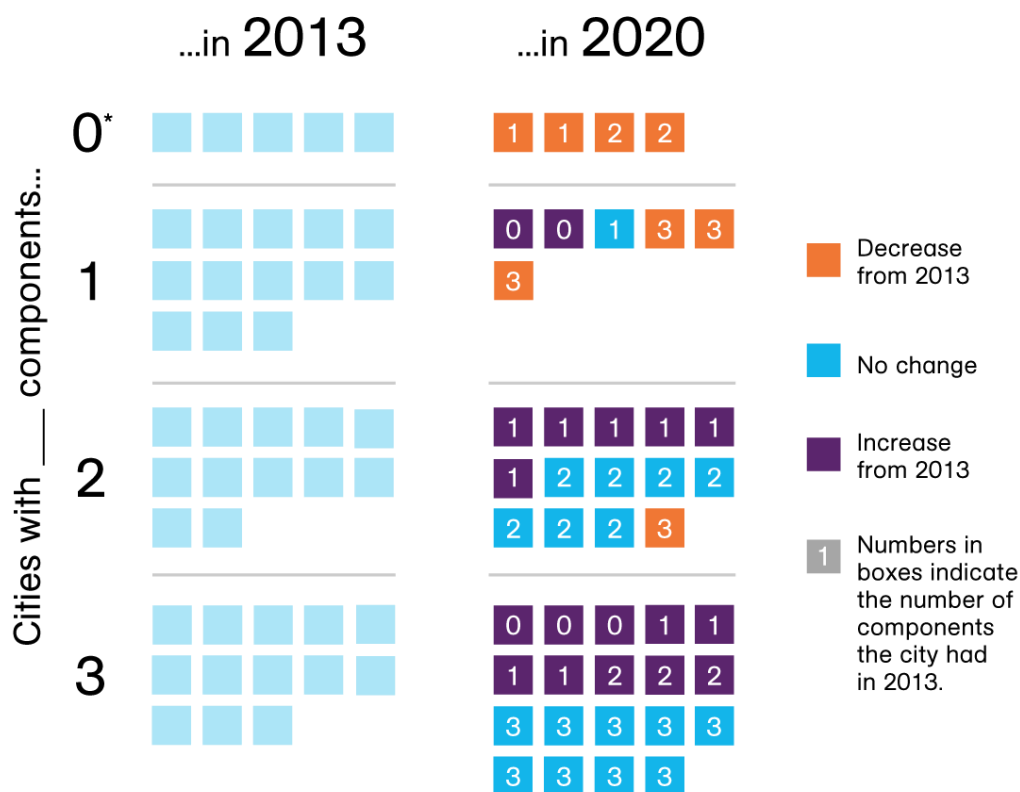 ...in 2013
...in 2020
Cities with ___ components...
0*
1 1 2 2
1
0 0 1 3 3
3
2
1 1 1 1 1
1 2 2 2 2
2 2 2 3
3
0 0 0 1 1
1 1 2 2 2
3 3 3 3 3
3 3 3 3
Decrease
from 2013
No change
Increase
from 2013
1
Numbers in
boxes indicate
the number of
components
the city had
in 2013.